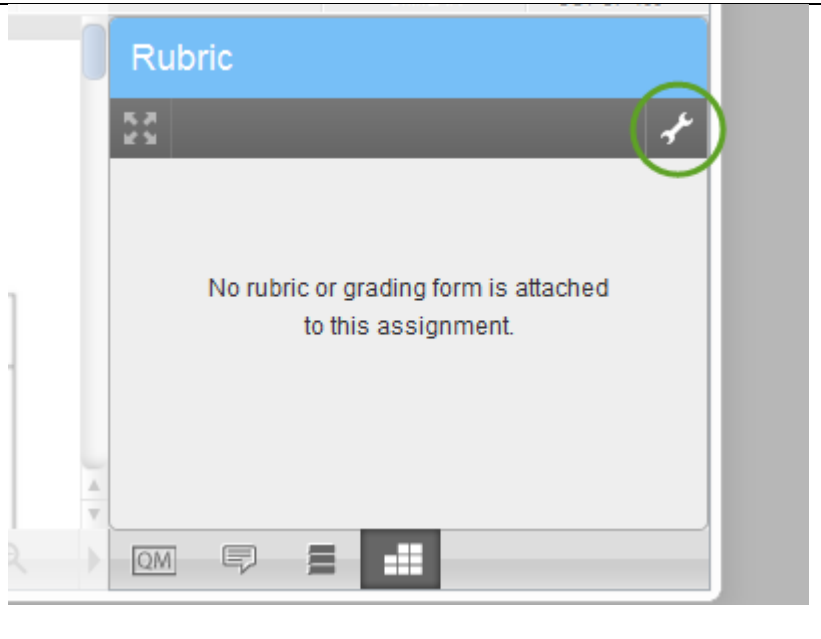 Rubric
No rubric or grading form is attached
to this assignment.
QM